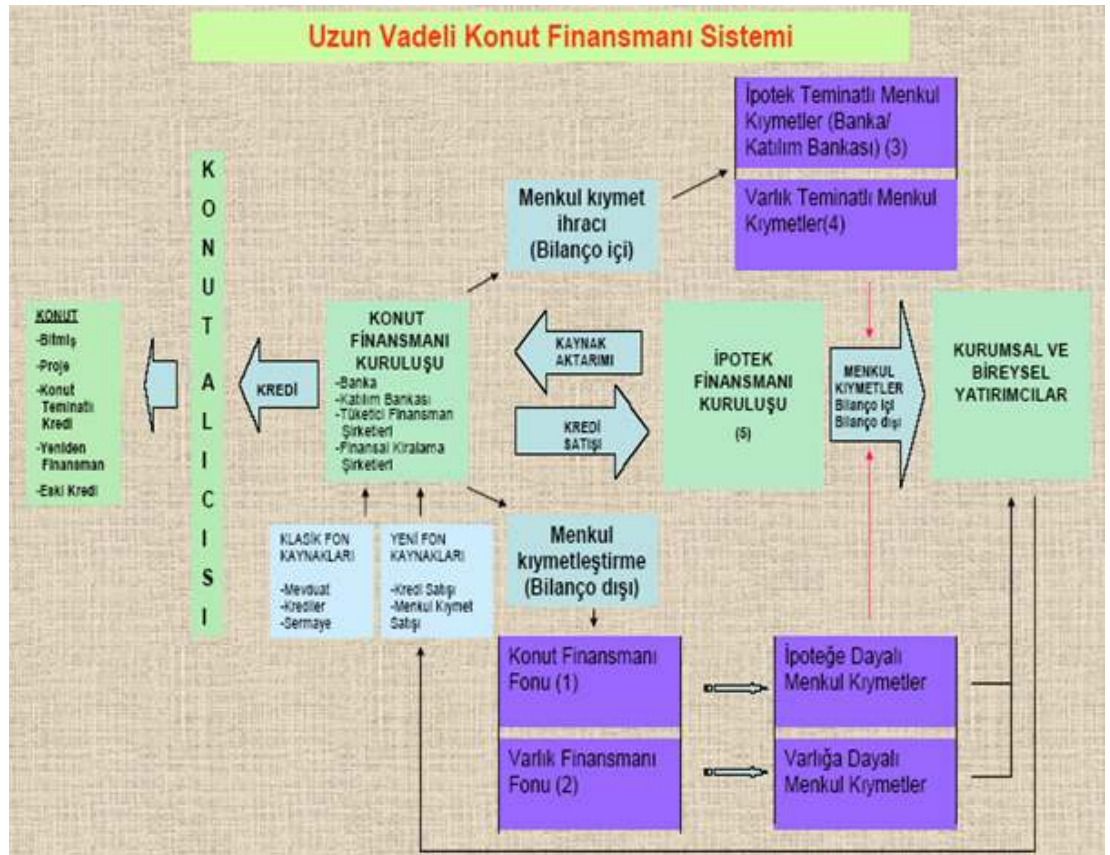 Uzun Vadeli Konut Finansmanı Sistemi
İpotek Teminatlı Menkul
Kıymetler (Banka/
Katılım Bankası) (3)
Varlık Teminatlı Menkul
Kıymetler(4)
Menkul kıymet
ihracı
(Bilanço içi)
KONUT ALICISI
KONUT
-Bitmiş
-Proje
-Konut
Teminatlı
Kredi
-Yeniden
Finansman
-Eski Kredi
KREDİ
KONUT
FİNANSMANI
KURULUŞU
-Banka
-Katılım Bankası
-Tüketici Finansman
Şirketleri
-Finansal Kiralama
Şirketleri
KAYNAK
AKTARIMI
KREDİ
SATIŞI
İPOTEK
FİNANSMANI
KURULUŞU
(5)
MENKUL
KIYMETLER
Bilanço içi
Bilanço dışı
KURUMSAL VE
BİREYSEL
YATIRIMCILAR
KLASİK FON
KAYNAKLARI
-Mevduat
-Krediler
-Sermaye
YENİ FON
KAYNAKLARI
-Kredi Satışı
-Menkul Kıymet
Satışı
Menkul
kıymetleştirme
(Bilanço dışı)
Konut Finansmanı
Fonu (1)
İpoteğe Dayalı
Menkul Kıymetler
Varlık Finansmanı
Fonu (2)
Varlığa Dayalı
Menkul Kıymetler